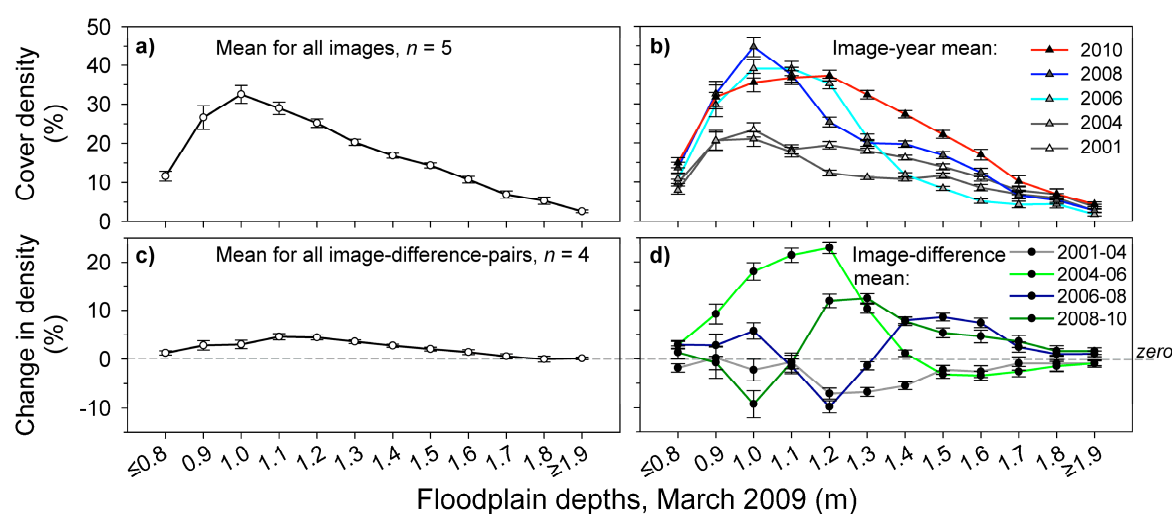 50
40
30
20
10
0
Cover density
(%)
a)
Mean for all images, n = 5
b)
Image-year mean:
2010
2008
2006
2004
2001
20
10
0
-10
Change in density
(%)
c)
Mean for all image-difference-pairs, n = 4
d)
Image-difference
mean:
2001-04
2004-06
2006-08
2008-10
zero
≤0.8 0.9 1.0 1.1 1.2 1.3 1.4 1.5 1.6 1.7 1.8 ≥1.9
≤0.8 0.9 1.0 1.1 1.2 1.3 1.4 1.5 1.6 1.7 1.8 ≥1.9
Floodplain depths, March 2009 (m)